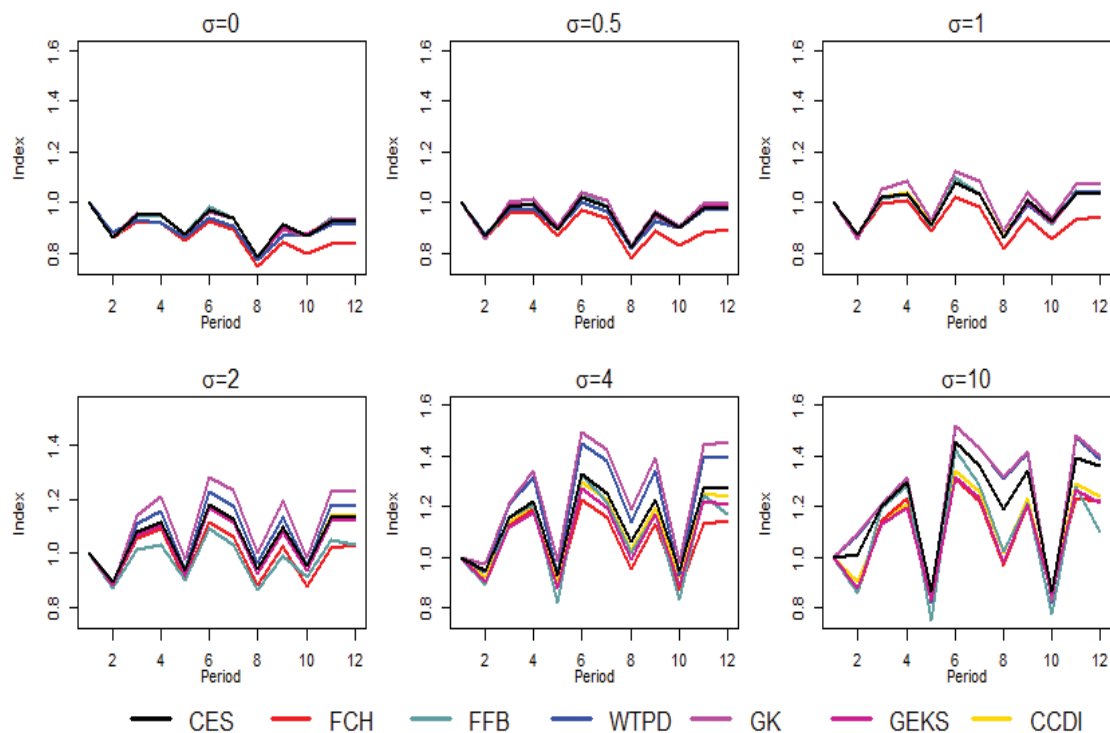 σ=0
σ=0.5
σ=1
Index
0.8 1.0 1.2 1.4 1.6
2 4 6 8 10 12
Period
Index
0.8 1.0 1.2 1.4 1.6
2 4 6 8 10 12
Period
Index
0.8 1.0 1.2 1.4 1.6
2 4 6 8 10 12
Period
σ=2
σ=4
σ=10
Index
0.8 1.0 1.2 1.4
2 4 6 8 10 12
Period
Index
0.8 1.0 1.2 1.4 1.6
2 4 6 8 10 12
Period
Index
0.8 1.0 1.2 1.4 1.6
2 4 6 8 10 12
Period
CES FCH FFB WTPD GK GEKS CCDI